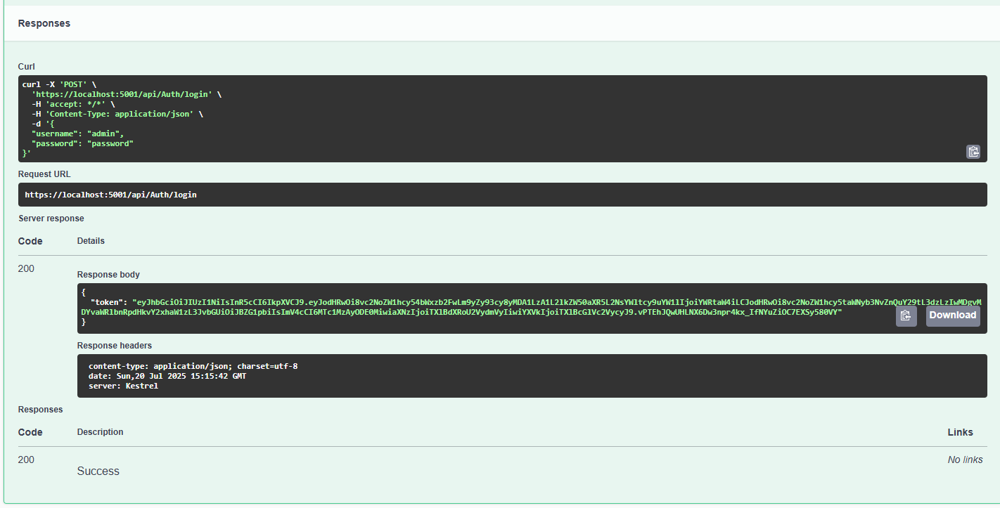 Responses
Curl
curl -X 'POST' \
'https://localhost:5001/api/Auth/login' \
-H 'accept: */*' \
-H 'Content-Type: application/json' \
-d '{
"username": "admin",
"password": "password"
}'
Request URL
https://localhost:5001/api/Auth/login
Server response
Code Details
200
Response body
{
"token": "eyJhbGciOiJIUzI1NiIsInR5cCI6IkpXVCJ9.eyJodHRwOi8vc2NoZW1hcy54bWxzb2FwLm9yZy93cy8yMDA1LzA1L2lkZW50aXR5L2NsYWltcy9uYW1lIjoiYWRtaW4iLCJodHRwOi8vc2NoZW1hcy5taWNyb3NvZnQuY29tL3dzLzIwMDgvM
DYvaWRlbnRpdHkvY2xhaW1zL3JvbGUiOiJBZG1pbiIsImV4cCI6MTc1MzAyODE0MiwiaXNzIjoiTXlBdXRoU2VydmVyIiwiYXVkIjoiTXlBcGlVc2VycyJ9.vPTEhJQwUHLNX6Dw3npr4kx_IfNYuZiOC7EXSy580VY"
}
Download
Response headers
content-type: application/json; charset=utf-8
date: Sun,20 Jul 2025 15:15:42 GMT
server: Kestrel
Responses
Code Description Links
200 Success No links